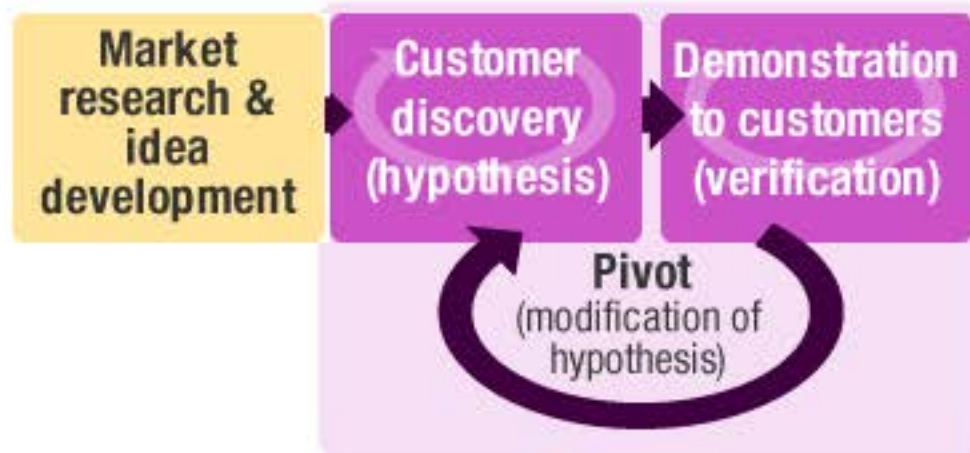 Market
research &
idea
development
Customer
discovery
(hypothesis)
Demonstration
to customers
(verification)
Pivot
(modification of
hypothesis)